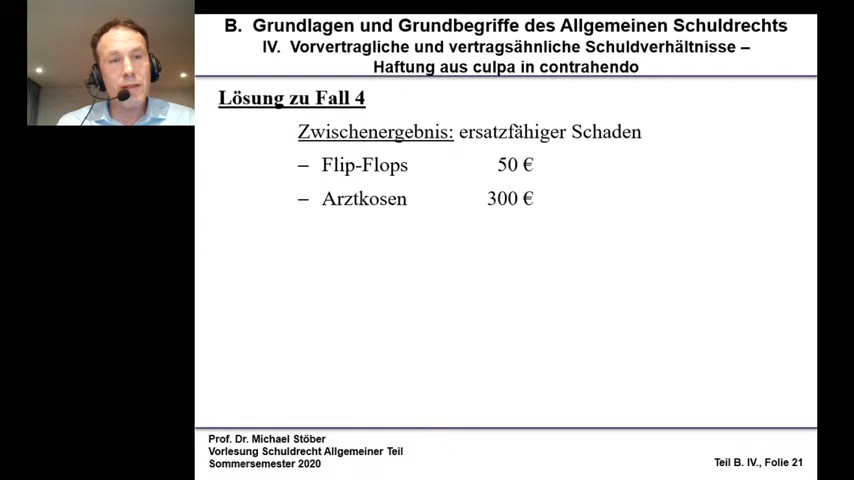 B. Grundlagen und Grundbegriffe des Allgemeinen Schuldrechts
IV. Vorvertragliche und vertragsähnliche Schuldverhältnisse –
Haftung aus culpa in contrahendo
Lösung zu Fall 4
Zwischenergebnis: ersatzfähiger Schaden
– Flip-Flops 50 €
– Arztkosen 300 €
Prof. Dr. Michael Stöber
Vorlesung Schuldrecht Allgemeiner Teil
Sommersemester 2020
Teil B. IV., Folie 21